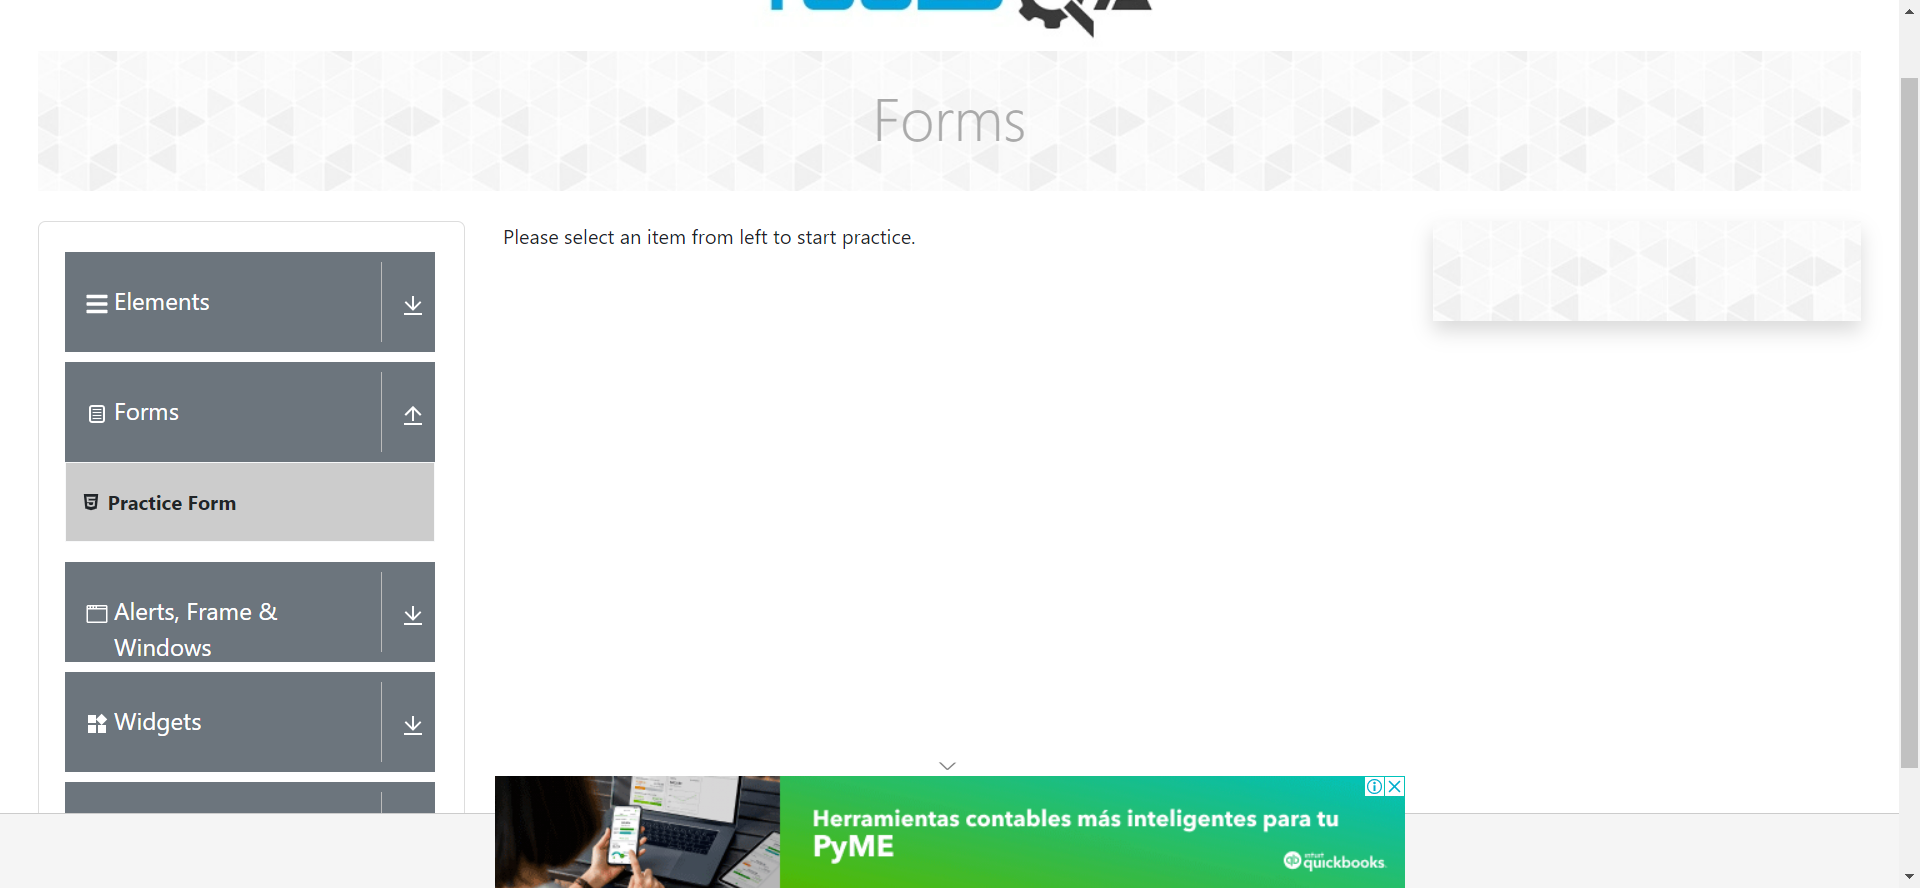 Forms
Please select an item from left to start practice.
Elements
Forms
Practice Form
Alerts, Frame &
Windows
Widgets
Herramientas contables más inteligentes para tu
PyME
intuit
quickbooks.